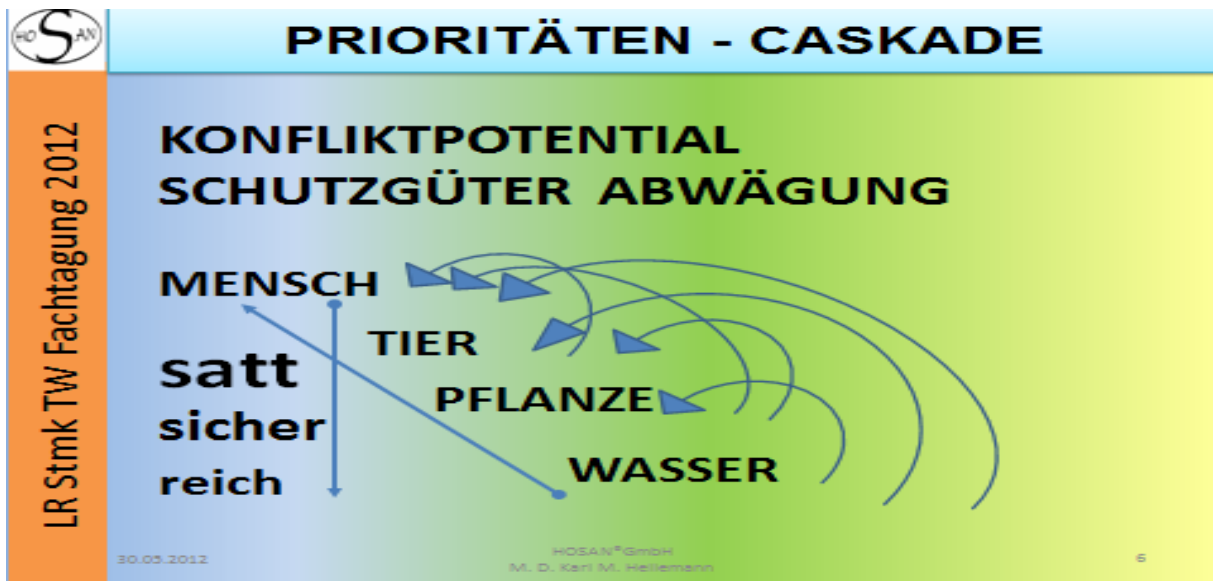 HOSAN
PRIORITÄTEN - CASKADE
LR Stmk TW Fachtagung 2012
KONFLIKTPOTENTIAL
SCHUTZGÜTER ABWÄGUNG
MENSCH
TIER
satt
PFLANZE
sicher
WASSER
reich
30.05.2012
HOSAN®GmbH
M. D. Karl M. Hellemann
6